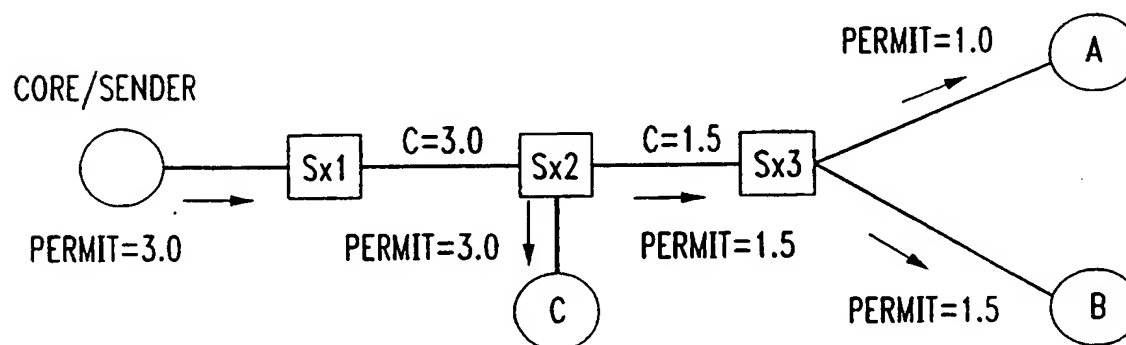 PERMIT=1.0
A
CORE/SENDER
C=3.0
C=1.5
Sx1
Sx2
Sx3
PERMIT=3.0
PERMIT=3.0
PERMIT=1.5
C
PERMIT=1.5
B